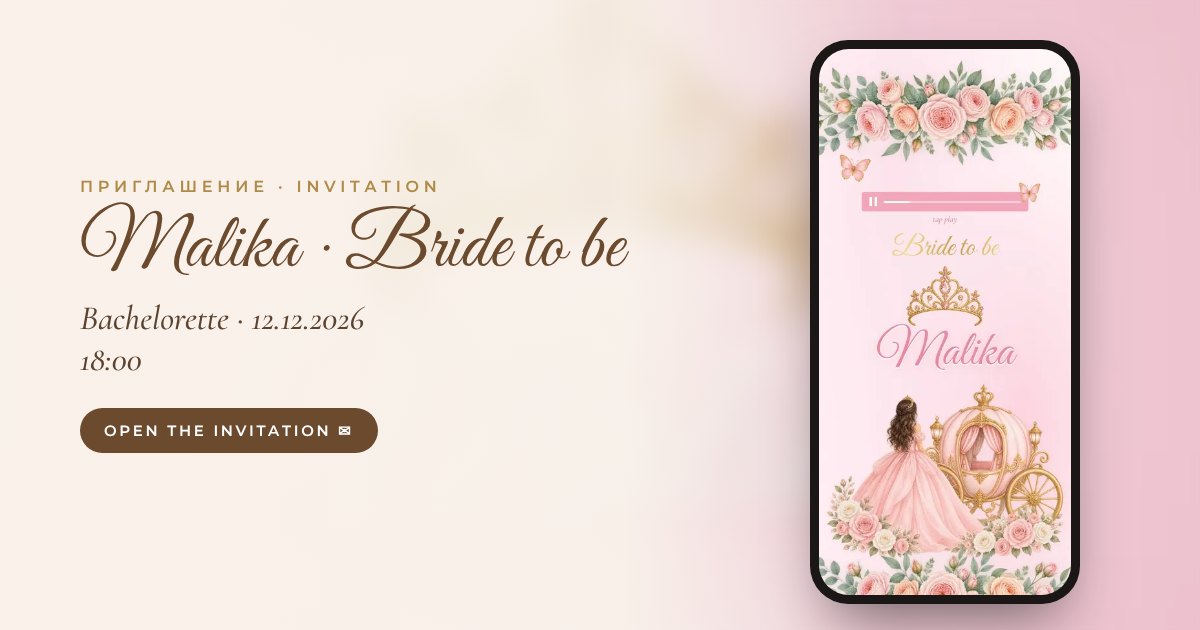 ПРИГЛАШЕНИЕ · INVITATION
Malika · Bride to be
Bachelorette · 12.12.2026
18:00
OPEN THE INVITATION ✉
tap play
Bride to be
Malika